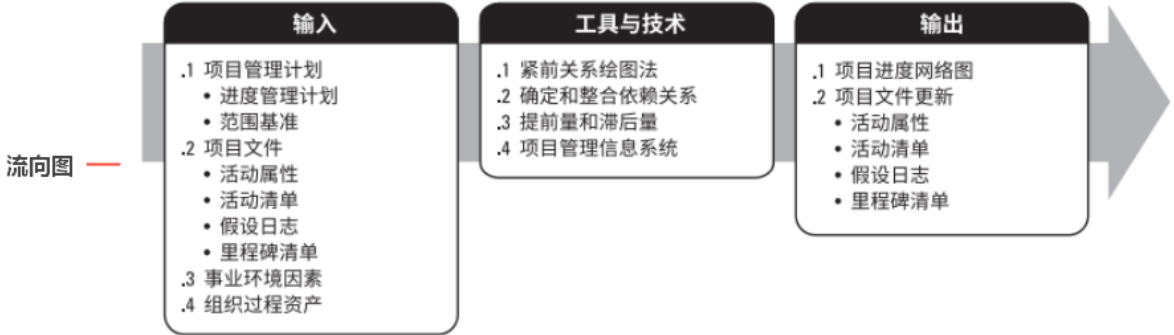 流向图
输入
.1 项目管理计划
• 进度管理计划
• 范围基准
.2 项目文件
• 活动属性
• 活动清单
• 假设日志
• 里程碑清单
.3 事业环境因素
.4 组织过程资产
工具与技术
.1 紧前关系绘图法
.2 确定和整合依赖关系
.3 提前量和滞后量
.4 项目管理信息系统
输出
.1 项目进度网络图
.2 项目文件更新
• 活动属性
• 活动清单
• 假设日志
• 里程碑清单